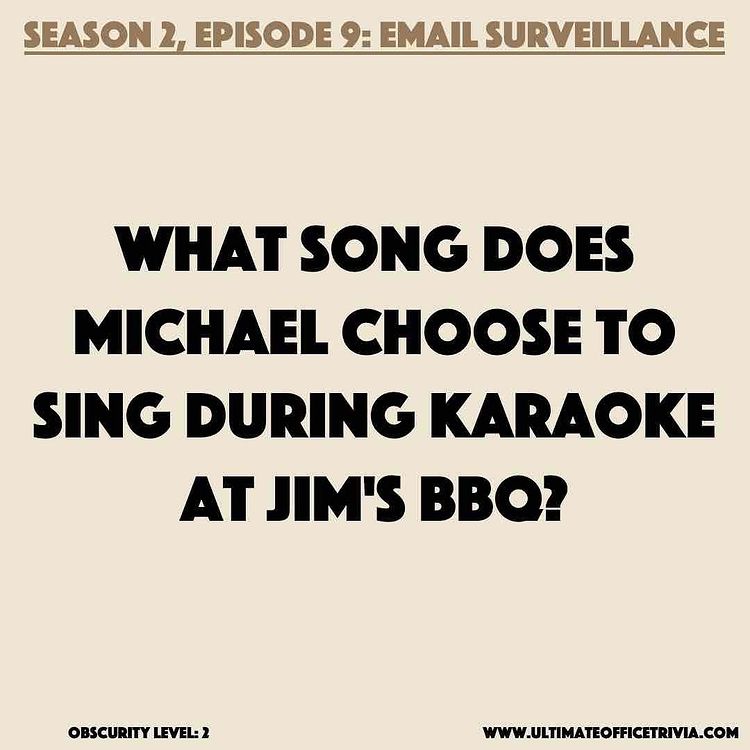 SEASON 2, EPISODE 9: EMAIL SURVEILLANCE
WHAT SONG DOES
MICHAEL CHOOSE TO
SING DURING KARAOKE
AT JIM'S BBQ?
OBSCURITY LEVEL: 2
WWW.ULTIMATEOFFICETRIVIA.COM